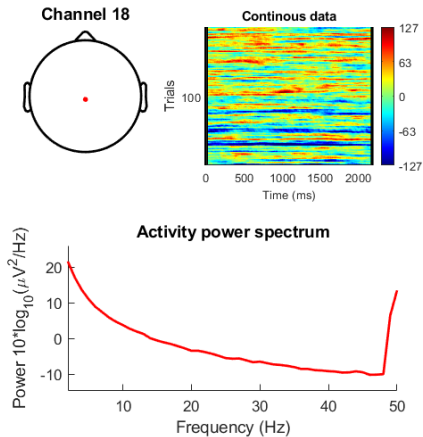 Channel 18
Continous data
Trials
100
127
63
0
-63
-127
0 500 1000 1500 2000
Time (ms)
Activity power spectrum
Power 10*log10(μV2/Hz)
20
10
0
-10
10 20 30 40 50
Frequency (Hz)